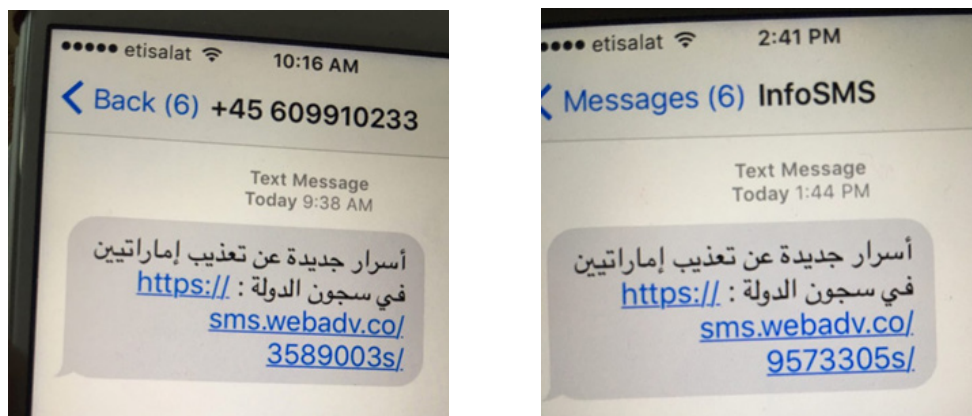 etisalat 10:16 AM
Back (6) +45 609910233
Text Message
Today 9:38 AM
أسرار جديدة عن تعذيب إماراتيين
في سجون الدولة : https://
sms.webadv.co/
3589003s/
etisalat 2:41 PM
Messages (6) InfoSMS
Text Message
Today 1:44 PM
أسرار جديدة عن تعذيب إماراتيين
في سجون الدولة : https://
sms.webadv.co/
9573305s/